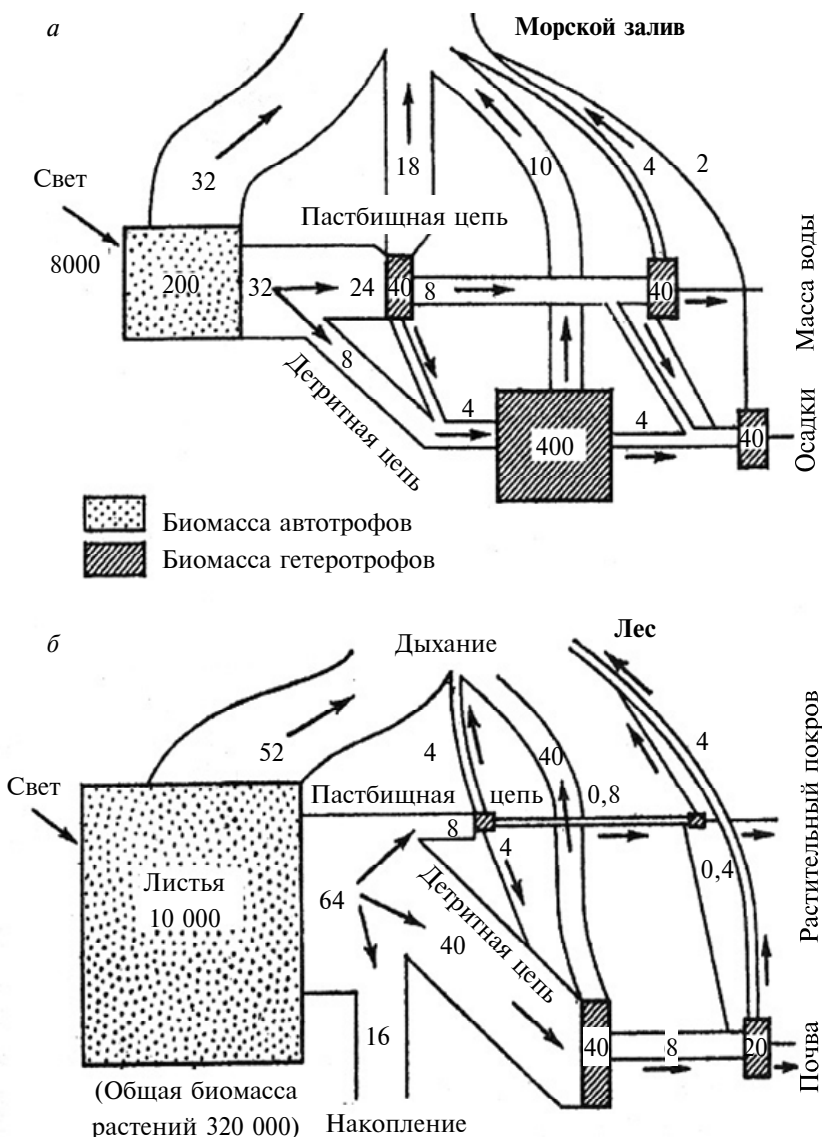 а
Морской залив
32
18
10
4
2
Свет
8000
Пастбищная цепь
200
32
24
40
8
40
Масса воды
8
Детритная цепь
4
400
4
40
Осадки
Биомасса автотрофов
Биомасса гетеротрофов
б
Лес
Дыхание
52
4
40
4
Свет
Пастбищная цепь
0,8
8
4
0,4
Растительный покров
Листья
10 000
64
Детритная цепь
40
16
40
8
20
Почва
(Общая биомасса
растений 320 000)
Накопление